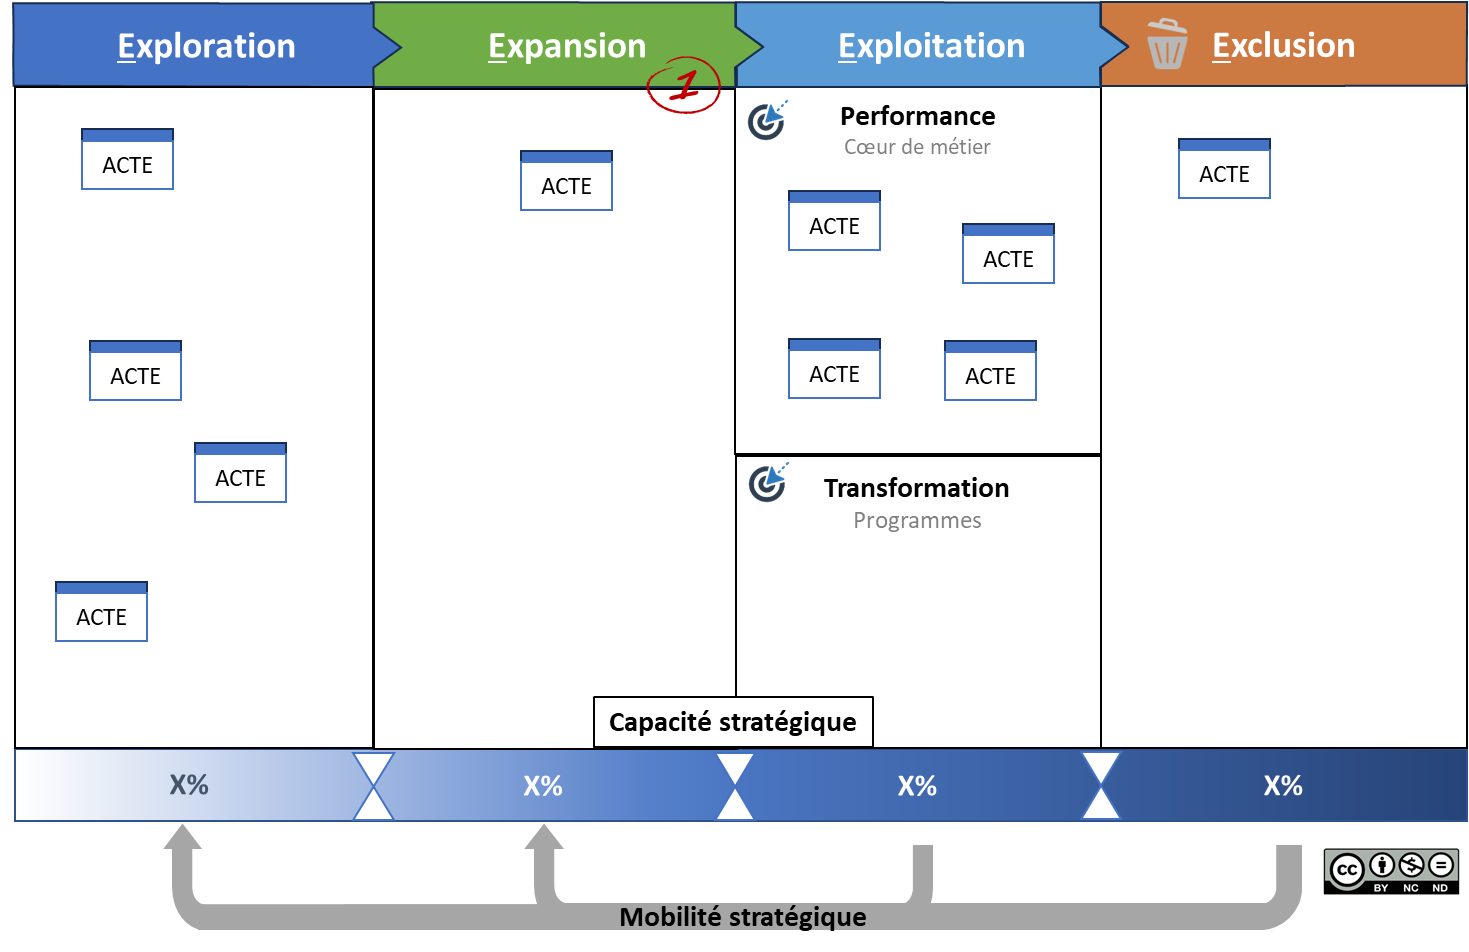 Exploration
Expansion
Exploitation
Exclusion
1
Performance
Cœur de métier
ACTE
ACTE
ACTE
ACTE
ACTE
ACTE
ACTE
ACTE
ACTE
ACTE
Transformation
Programmes
Capacité stratégique
X%
X%
X%
X%
cc
BY NC ND
Mobilité stratégique